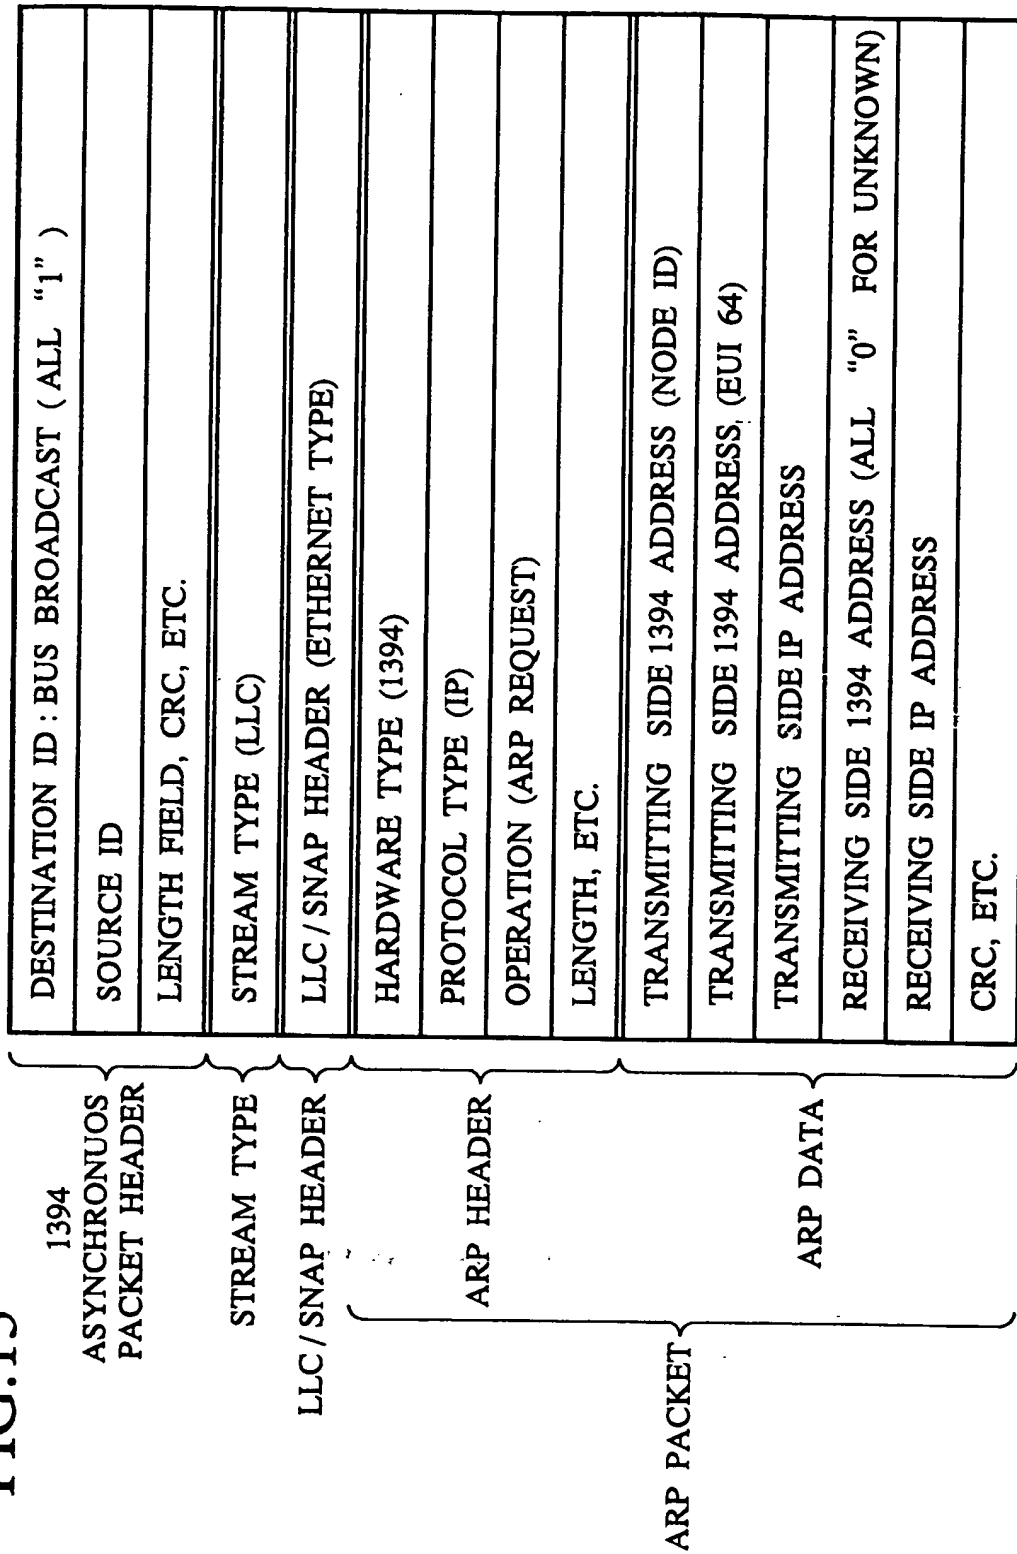 FIG.15
1394
ASYNCHRONUOS
PACKET HEADER
DESTINATION ID : BUS BROADCAST ( ALL “1” )
SOURCE ID
LENGTH FIELD, CRC, ETC.
STREAM TYPE
STREAM TYPE (LLC)
LLC / SNAP HEADER
LLC / SNAP HEADER (ETHERNET TYPE)
ARP PACKET
ARP HEADER
HARDWARE TYPE (1394)
PROTOCOL TYPE (IP)
OPERATION (ARP REQUEST)
LENGTH, ETC.
ARP DATA
TRANSMITTING SIDE 1394 ADDRESS (NODE ID)
TRANSMITTING SIDE 1394 ADDRESS, (EUI 64)
TRANSMITTING SIDE IP ADDRESS
RECEIVING SIDE 1394 ADDRESS (ALL “0” FOR UNKNOWN)
RECEIVING SIDE IP ADDRESS
CRC, ETC.